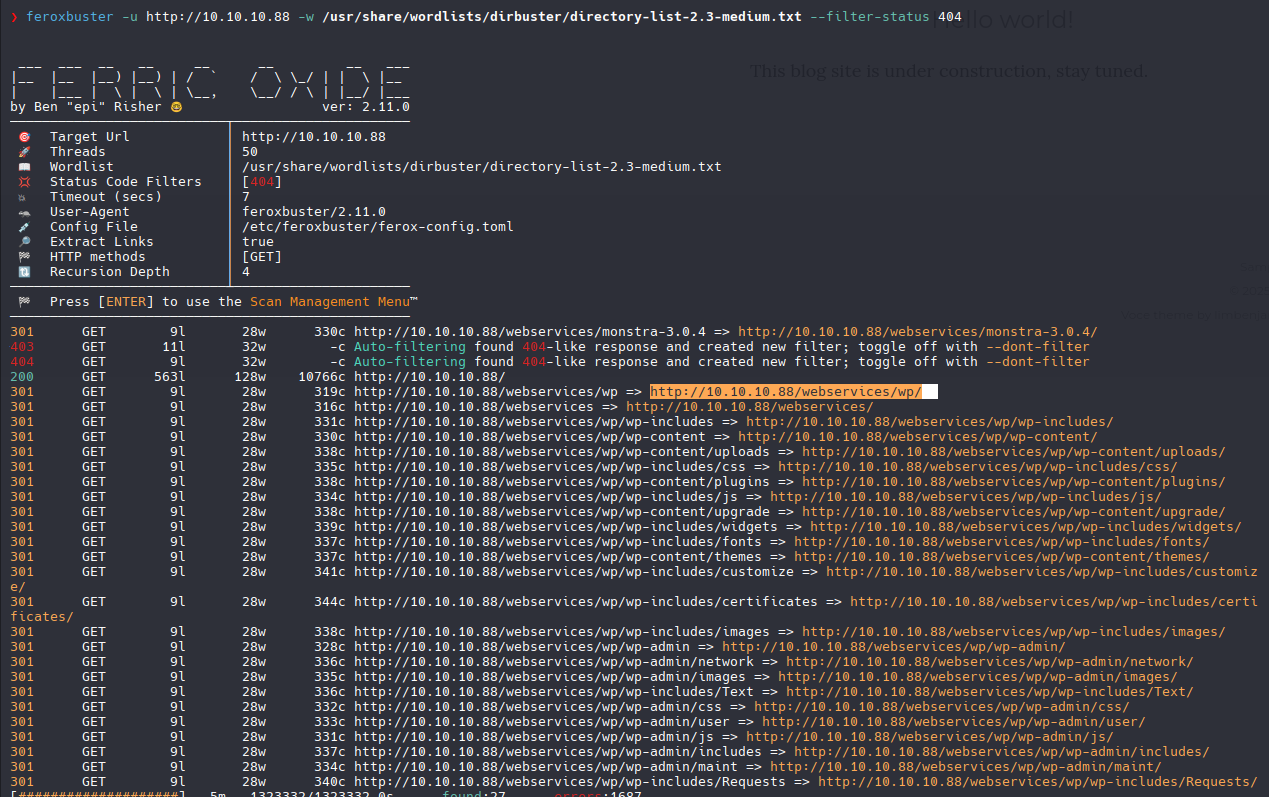 ❯ feroxbuster -u http://10.10.10.88 -w /usr/share/wordlists/dirbuster/directory-list-2.3-medium.txt --filter-status 404
Hello world!
This blog site is under construction, stay tuned.
FERRIC OXIDE
by Ben "epi" Risher 🤓 ver: 2.11.0
🎯 Target Url │ http://10.10.10.88
🚀 Threads │ 50
📖 Wordlist │ /usr/share/wordlists/dirbuster/directory-list-2.3-medium.txt
💢 Status Code Filters │ [404]
💥 Timeout (secs) │ 7
🦡 User-Agent │ feroxbuster/2.11.0
💉 Config File │ /etc/feroxbuster/ferox-config.toml
🔎 Extract Links │ true
🏁 HTTP methods │ [GET]
🔃 Recursion Depth │ 4
🏁 Press [ENTER] to use the Scan Management Menu™
301 GET 9l 28w 330c http://10.10.10.88/webservices/monstra-3.0.4 => http://10.10.10.88/webservices/monstra-3.0.4/
403 GET 11l 32w -c Auto-filtering found 404-like response and created new filter; toggle off with --dont-filter
404 GET 9l 32w -c Auto-filtering found 404-like response and created new filter; toggle off with --dont-filter
200 GET 563l 128w 10766c http://10.10.10.88/
301 GET 9l 28w 319c http://10.10.10.88/webservices/wp => http://10.10.10.88/webservices/wp/
301 GET 9l 28w 316c http://10.10.10.88/webservices => http://10.10.10.88/webservices/
301 GET 9l 28w 331c http://10.10.10.88/webservices/wp/wp-includes => http://10.10.10.88/webservices/wp/wp-includes/
301 GET 9l 28w 330c http://10.10.10.88/webservices/wp/wp-content => http://10.10.10.88/webservices/wp/wp-content/
301 GET 9l 28w 338c http://10.10.10.88/webservices/wp/wp-content/uploads => http://10.10.10.88/webservices/wp/wp-content/uploads/
301 GET 9l 28w 335c http://10.10.10.88/webservices/wp/wp-includes/css => http://10.10.10.88/webservices/wp/wp-includes/css/
301 GET 9l 28w 338c http://10.10.10.88/webservices/wp/wp-content/plugins => http://10.10.10.88/webservices/wp/wp-content/plugins/
301 GET 9l 28w 334c http://10.10.10.88/webservices/wp/wp-includes/js => http://10.10.10.88/webservices/wp/wp-includes/js/
301 GET 9l 28w 338c http://10.10.10.88/webservices/wp/wp-content/upgrade => http://10.10.10.88/webservices/wp/wp-content/upgrade/
301 GET 9l 28w 339c http://10.10.10.88/webservices/wp/wp-includes/widgets => http://10.10.10.88/webservices/wp/wp-includes/widgets/
301 GET 9l 28w 337c http://10.10.10.88/webservices/wp/wp-includes/fonts => http://10.10.10.88/webservices/wp/wp-includes/fonts/
301 GET 9l 28w 337c http://10.10.10.88/webservices/wp/wp-content/themes => http://10.10.10.88/webservices/wp/wp-content/themes/
301 GET 9l 28w 341c http://10.10.10.88/webservices/wp/wp-includes/customize => http://10.10.10.88/webservices/wp/wp-includes/customiz
e/
301 GET 9l 28w 344c http://10.10.10.88/webservices/wp/wp-includes/certificates => http://10.10.10.88/webservices/wp/wp-includes/certi
ficates/
301 GET 9l 28w 338c http://10.10.10.88/webservices/wp/wp-includes/images => http://10.10.10.88/webservices/wp/wp-includes/images/
301 GET 9l 28w 328c http://10.10.10.88/webservices/wp/wp-admin => http://10.10.10.88/webservices/wp/wp-admin/
301 GET 9l 28w 336c http://10.10.10.88/webservices/wp/wp-admin/network => http://10.10.10.88/webservices/wp/wp-admin/network/
301 GET 9l 28w 335c http://10.10.10.88/webservices/wp/wp-admin/images => http://10.10.10.88/webservices/wp/wp-admin/images/
301 GET 9l 28w 336c http://10.10.10.88/webservices/wp/wp-includes/Text => http://10.10.10.88/webservices/wp/wp-includes/Text/
301 GET 9l 28w 332c http://10.10.10.88/webservices/wp/wp-admin/css => http://10.10.10.88/webservices/wp/wp-admin/css/
301 GET 9l 28w 333c http://10.10.10.88/webservices/wp/wp-admin/user => http://10.10.10.88/webservices/wp/wp-admin/user/
301 GET 9l 28w 331c http://10.10.10.88/webservices/wp/wp-admin/js => http://10.10.10.88/webservices/wp/wp-admin/js/
301 GET 9l 28w 337c http://10.10.10.88/webservices/wp/wp-admin/includes => http://10.10.10.88/webservices/wp/wp-admin/includes/
301 GET 9l 28w 334c http://10.10.10.88/webservices/wp/wp-admin/maint => http://10.10.10.88/webservices/wp/wp-admin/maint/
301 GET 9l 28w 340c http://10.10.10.88/webservices/wp/wp-includes/Requests => http://10.10.10.88/webservices/wp/wp-includes/Requests/
[####################] - 5m 1323332/1323332 0s found:27 errors:1687